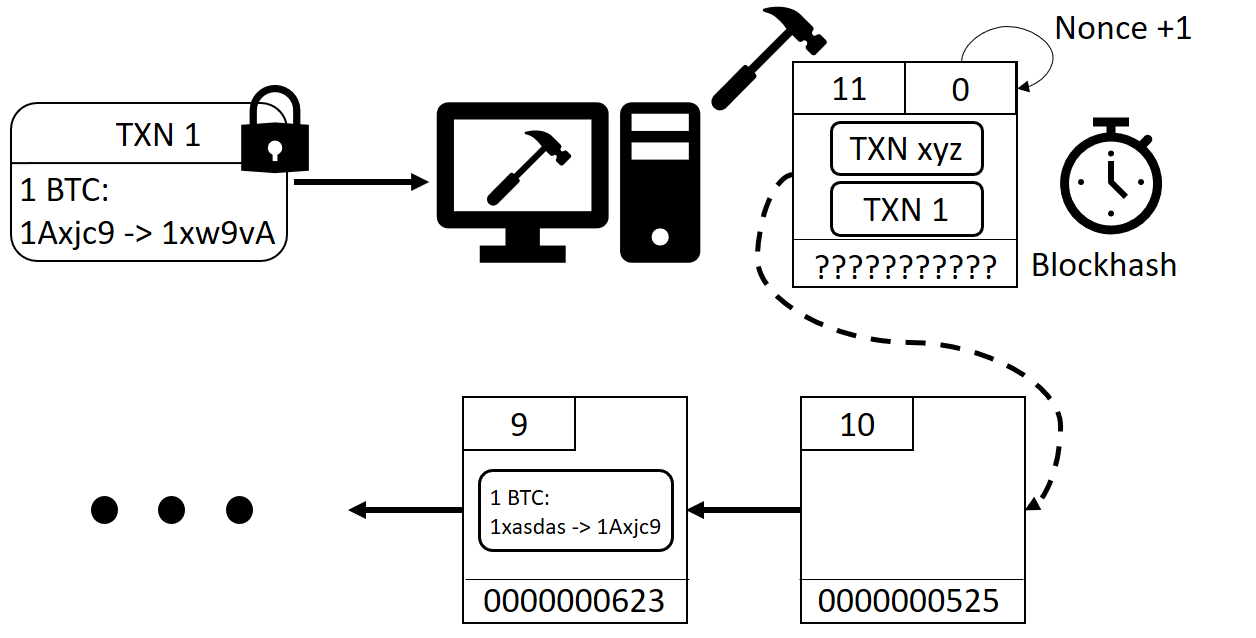 Nonce +1
11
0
TXN 1
TXN xyz
1 BTC:
1Axjc9 -> 1xw9vA
TXN 1
???????????
Blockhash
9
10
1 BTC:
1xasdas -> 1Axjc9
0000000623
0000000525